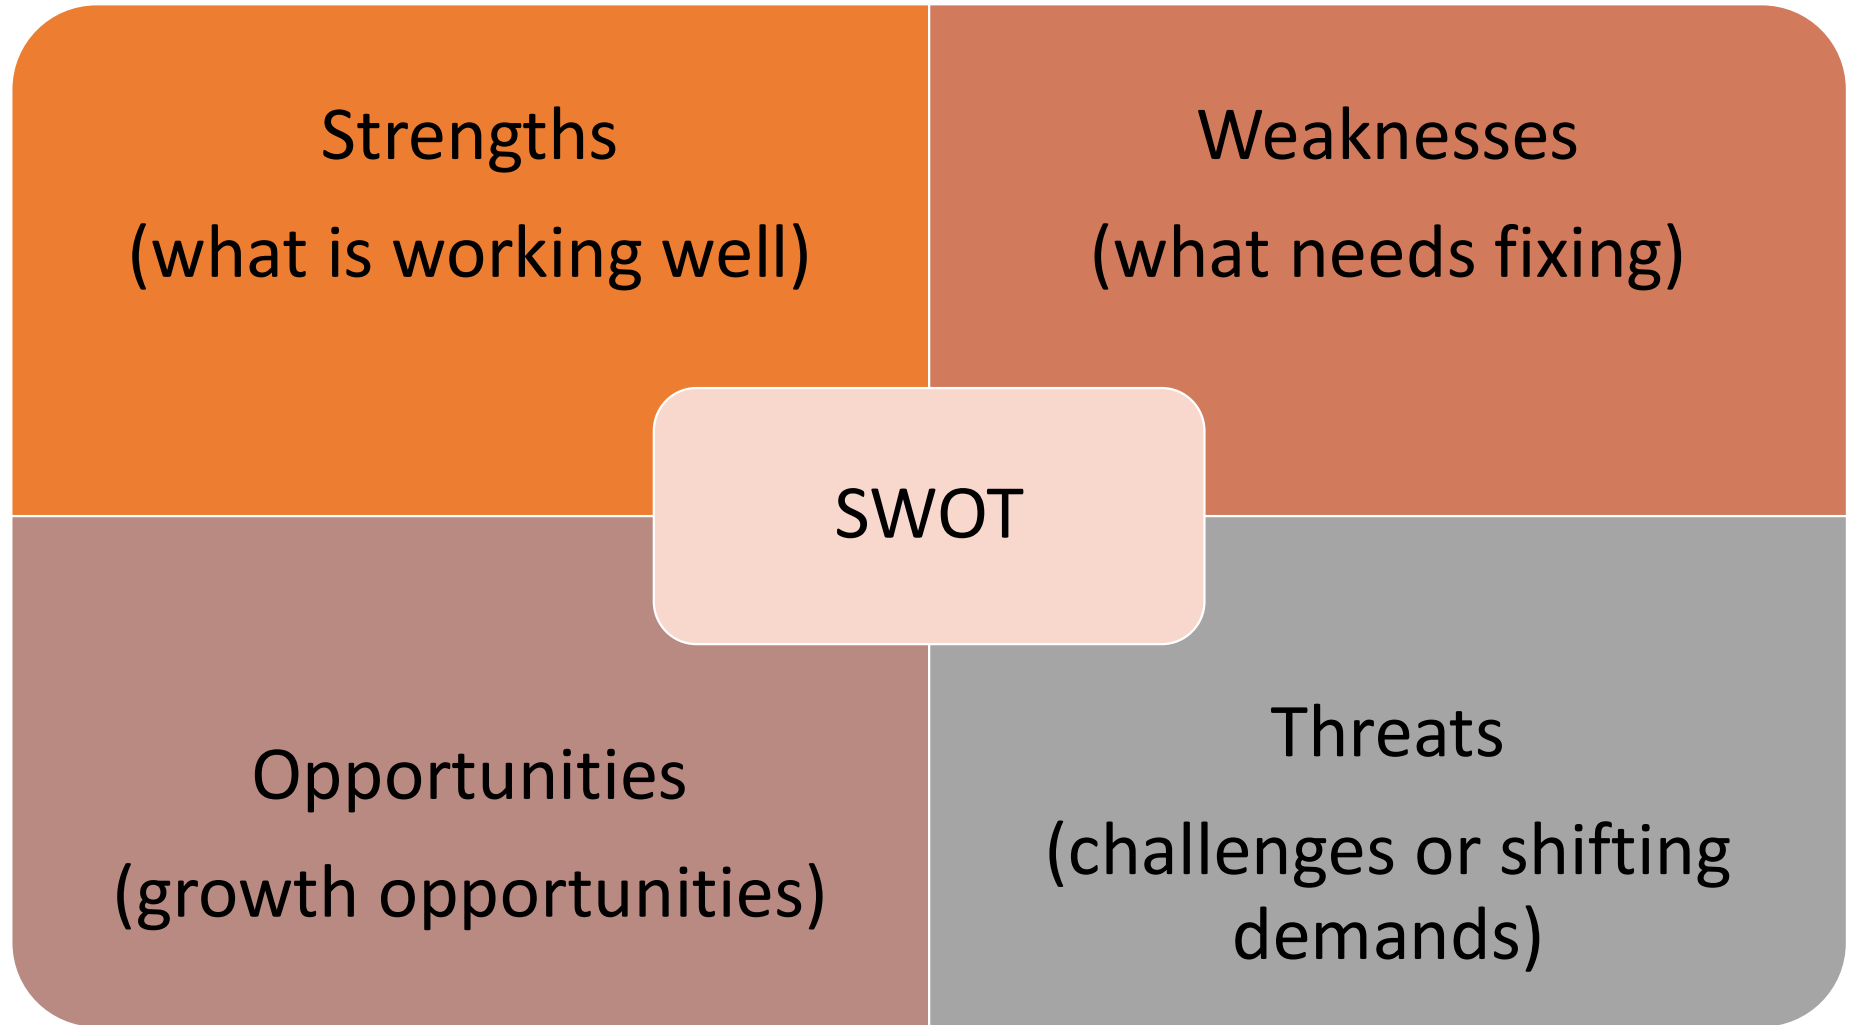 Strengths
(what is working well)
Weaknesses
(what needs fixing)
SWOT
Opportunities
(growth opportunities)
Threats
(challenges or shifting
demands)